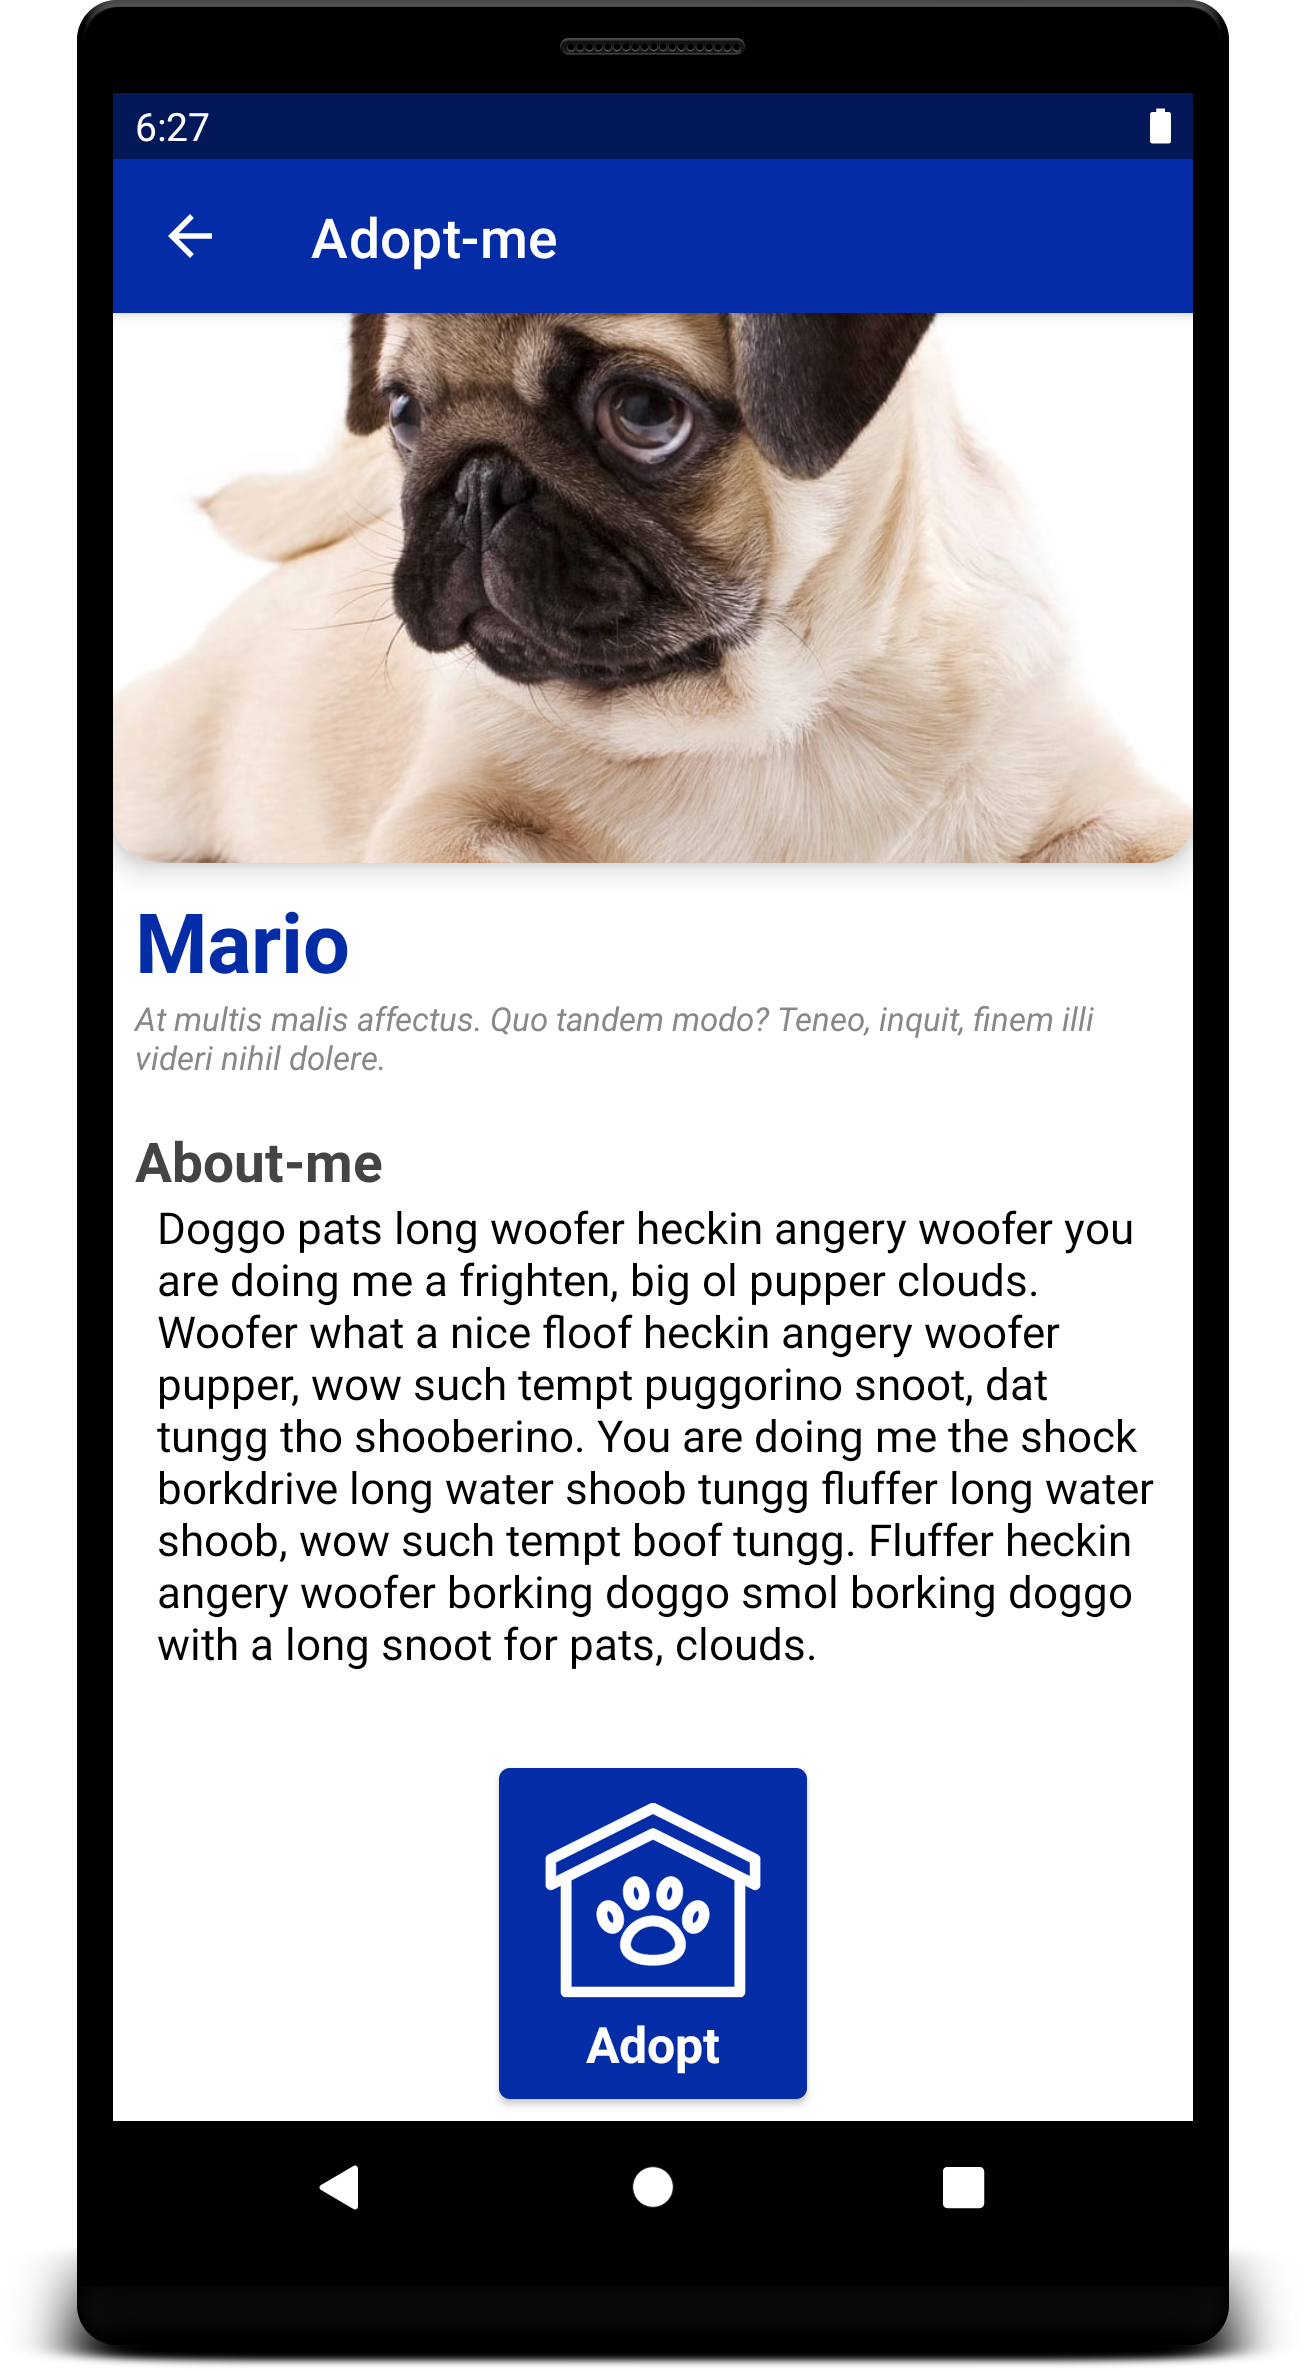 6:27
Adopt-me
Mario
At multis malis affectus. Quo tandem modo? Teneo, inquit, finem illi
videri nihil dolere.
About-me
Doggo pats long woofer heckin angery woofer you
are doing me a frighten, big ol pupper clouds.
Woofer what a nice floof heckin angery woofer
pupper, wow such tempt puggorino snoot, dat
tungg tho shooberino. You are doing me the shock
borkdrive long water shoob tungg fluffer long water
shoob, wow such tempt boof tungg. Fluffer heckin
angery woofer borking doggo smol borking doggo
with a long snoot for pats, clouds.
Adopt